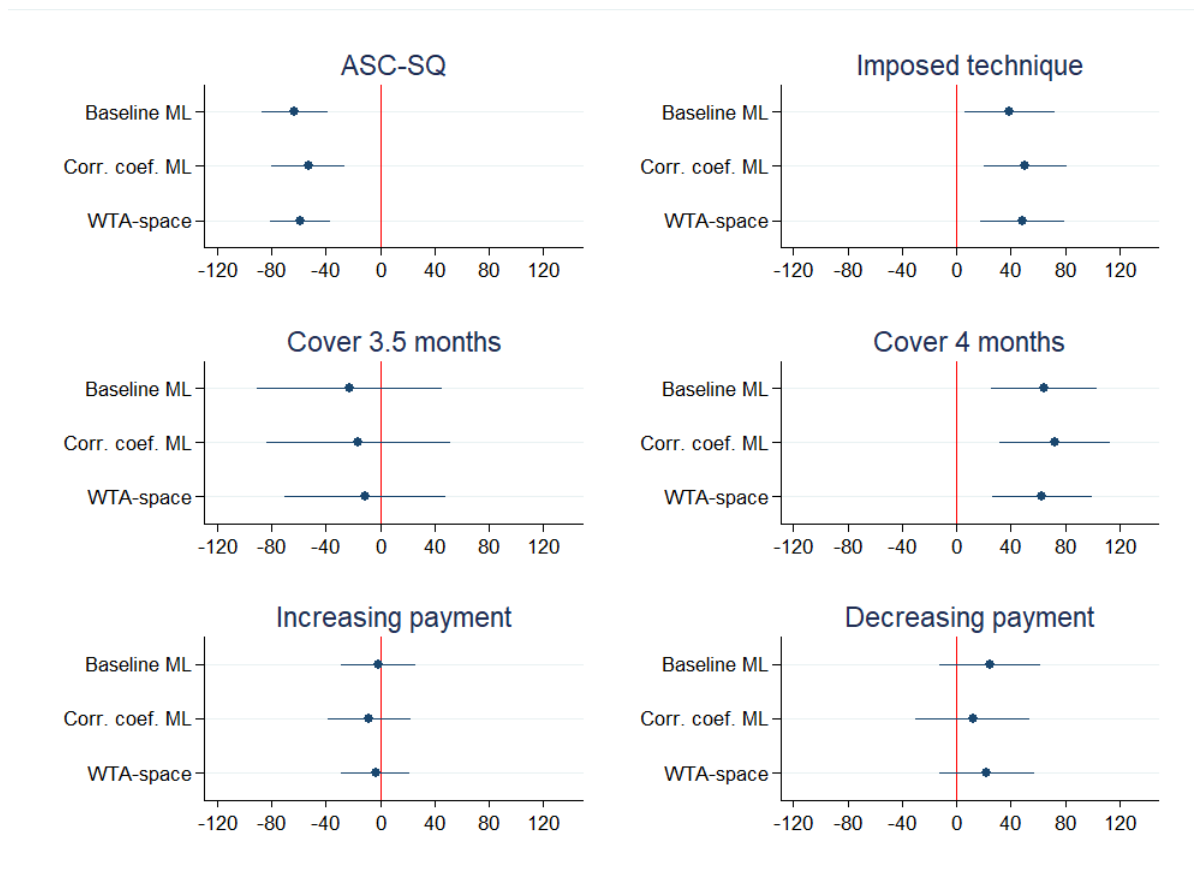 ASC-SQ
Baseline ML
Corr. coef. ML
WTA-space
-120 -80 -40 0 40 80 120
Imposed technique
Baseline ML
Corr. coef. ML
WTA-space
-120 -80 -40 0 40 80 120
Cover 3.5 months
Baseline ML
Corr. coef. ML
WTA-space
-120 -80 -40 0 40 80 120
Cover 4 months
Baseline ML
Corr. coef. ML
WTA-space
-120 -80 -40 0 40 80 120
Increasing payment
Baseline ML
Corr. coef. ML
WTA-space
-120 -80 -40 0 40 80 120
Decreasing payment
Baseline ML
Corr. coef. ML
WTA-space
-120 -80 -40 0 40 80 120